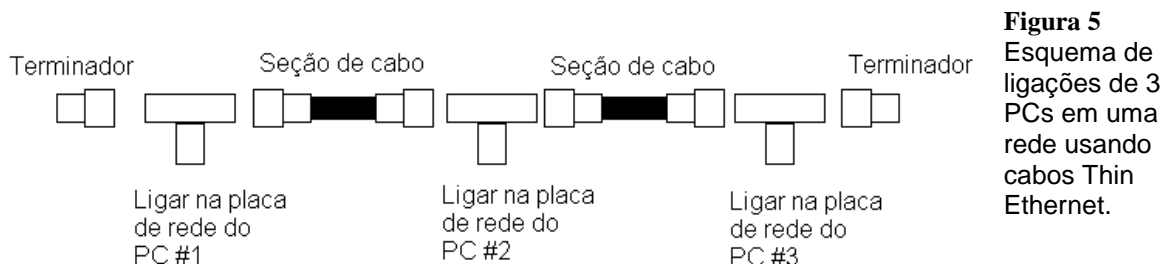 Terminador
Seção de cabo
Seção de cabo
Terminador
Ligar na placa
de rede do
PC #1
Ligar na placa
de rede do
PC #2
Ligar na placa
de rede do
PC #3
Figura 5
Esquema de
ligações de 3
PCs em uma
rede usando
cabos Thin
Ethernet.